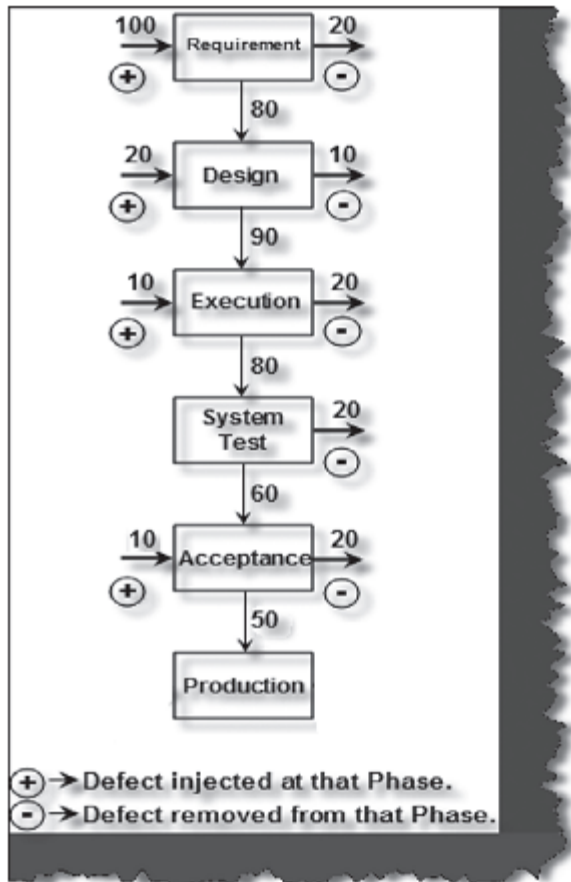 100
Requirement
20
+
-
80
20
Design
10
+
-
90
10
Execution
20
+
-
80
System
Test
20
-
60
10
Acceptance
20
+
-
50
Production
+ → Defect injected at that Phase.
- → Defect removed from that Phase.